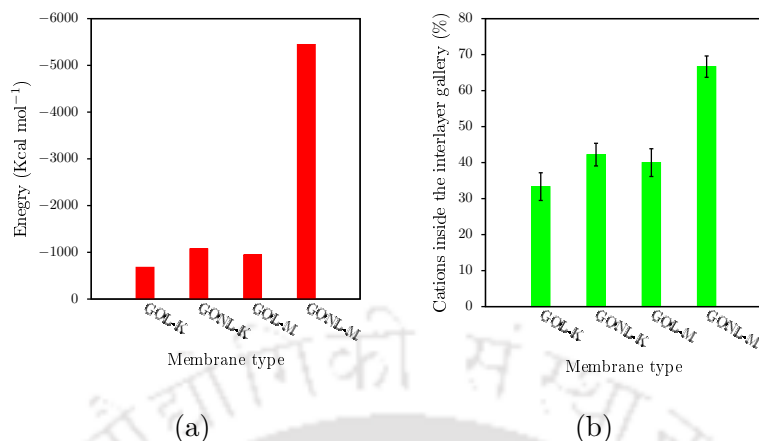 Enegry (Kcal mol⁻¹)
−6000
−5000
−4000
−3000
−2000
−1000
0
GOL-K
GONL-K
GOL-M
GONL-M
Membrane type
(a)
Cations inside the interlayer gallery (%)
80
70
60
50
40
30
20
10
0
GOL-K
GONL-K
GOL-M
GONL-M
Membrane type
(b)